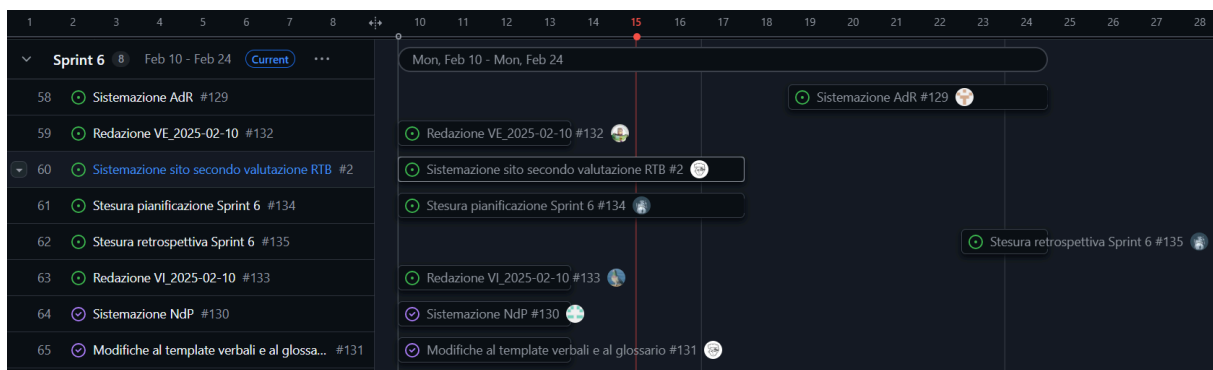 1 2 3 4 5 6 7 8 10 11 12 13 14 15 16 17 18 19 20 21 22 23 24 25 26 27 28
Sprint 6 8 Feb 10 - Feb 24 Current ··· Mon, Feb 10 - Mon, Feb 24
58 Sistemazione AdR #129 Sistemazione AdR #129
59 Redazione VE_2025-02-10 #132 Redazione VE_2025-02-10 #132
60 Sistemazione sito secondo valutazione RTB #2 Sistemazione sito secondo valutazione RTB #2
61 Stesura pianificazione Sprint 6 #134 Stesura pianificazione Sprint 6 #134
62 Stesura retrospettiva Sprint 6 #135 Stesura retrospettiva Sprint 6 #135
63 Redazione VI_2025-02-10 #133 Redazione VI_2025-02-10 #133
64 Sistemazione NdP #130 Sistemazione NdP #130
65 Modifiche al template verbali e al glossa... #131 Modifiche al template verbali e al glossario #131